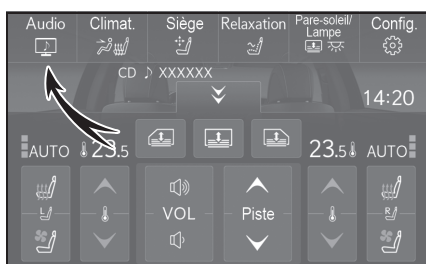 Audio Climat. Siège Relaxation Pare-soleil/ Lampe Config.
CD ♪ XXXXXX
14:20
AUTO 23.5 23.5 AUTO
L VOL Piste R